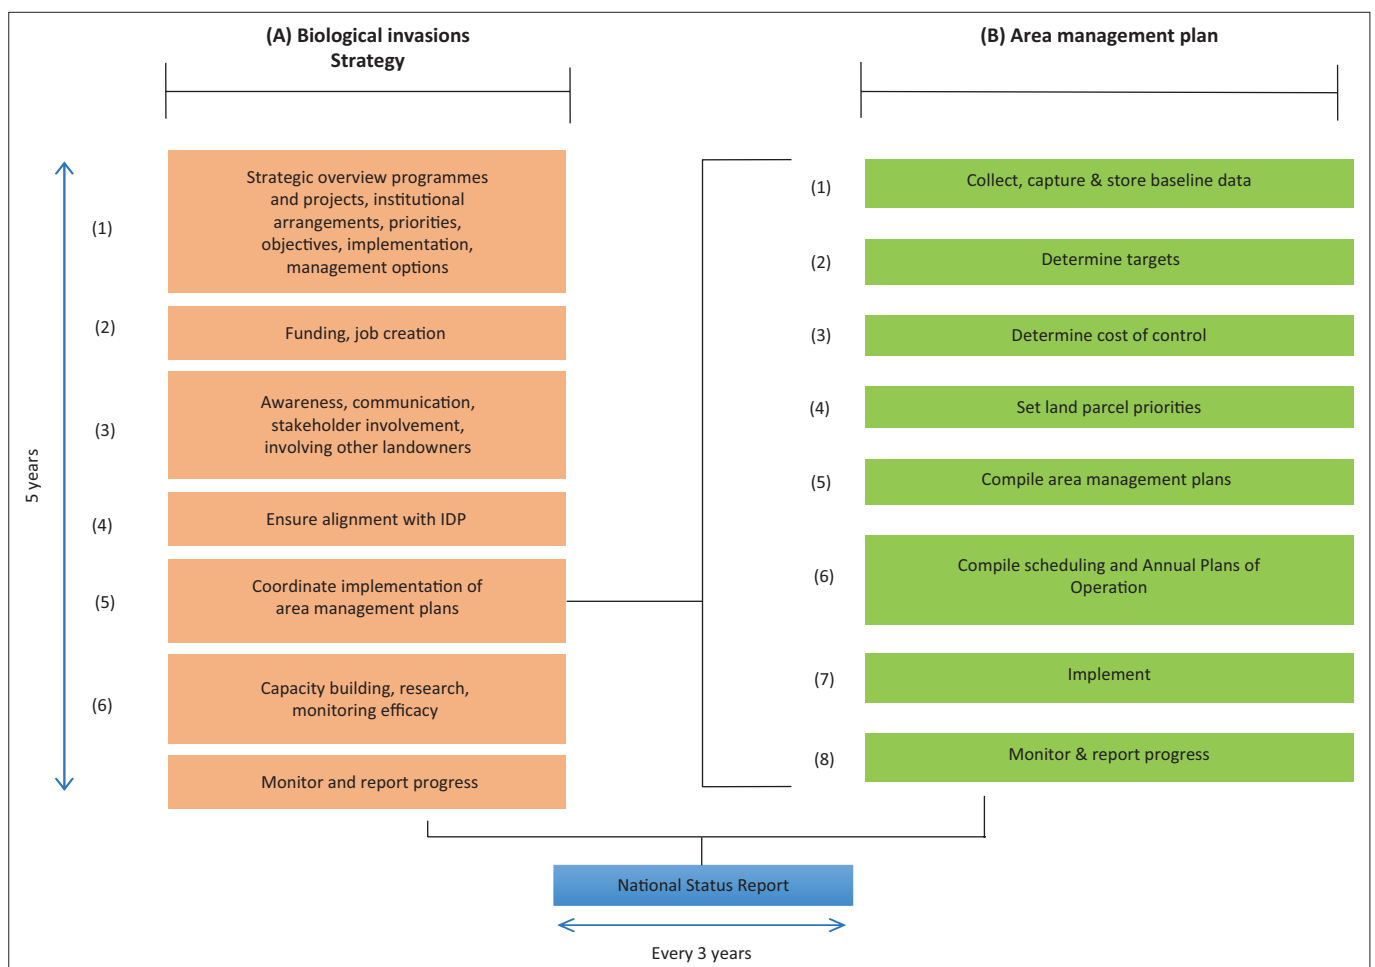 (A) Biological invasions
Strategy
5 years
(1)
Strategic overview programmes
and projects, institutional
arrangements, priorities,
objectives, implementation,
management options
(2)
Funding, job creation
(3)
Awareness, communication,
stakeholder involvement,
involving other landowners
(4)
Ensure alignment with IDP
(5)
Coordinate implementation of
area management plans
(6)
Capacity building, research,
monitoring efficacy
Monitor and report progress
(B) Area management plan
(1)
Collect, capture & store baseline data
(2)
Determine targets
(3)
Determine cost of control
(4)
Set land parcel priorities
(5)
Compile area management plans
(6)
Compile scheduling and Annual Plans of
Operation
(7)
Implement
(8)
Monitor & report progress
National Status Report
Every 3 years